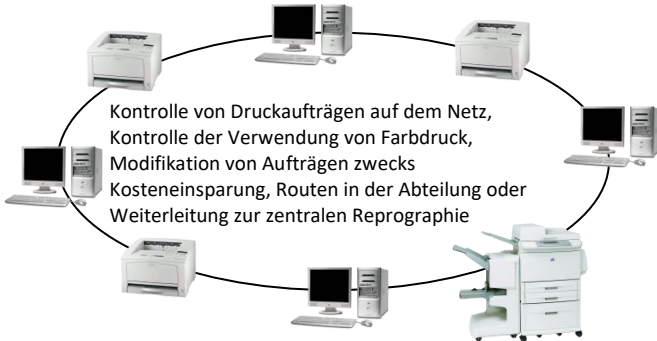 Kontrolle von Druckaufträgen auf dem Netz,
Kontrolle der Verwendung von Farbdruck,
Modifikation von Aufträgen zwecks
Kosteneinsparung, Routen in der Abteilung oder
Weiterleitung zur zentralen Reprographie